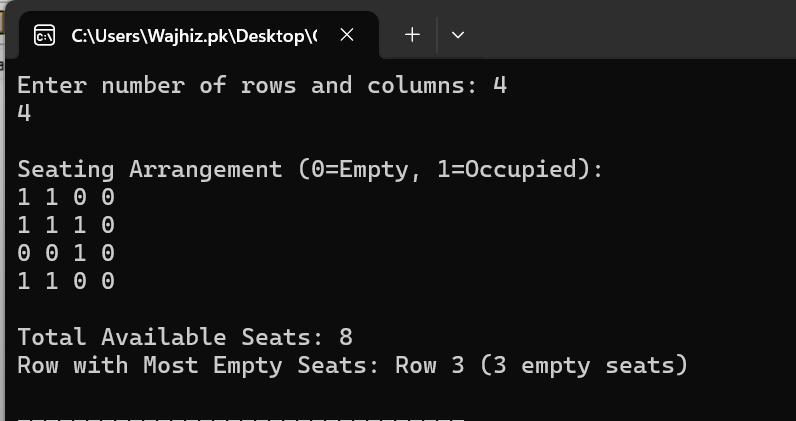 C:\Users\Wajhiz.pk\Desktop\
Enter number of rows and columns: 4
4
Seating Arrangement (0=Empty, 1=Occupied):
1 1 0 0
1 1 1 0
0 0 1 0
1 1 0 0
Total Available Seats: 8
Row with Most Empty Seats: Row 3 (3 empty seats)
--------------------------------